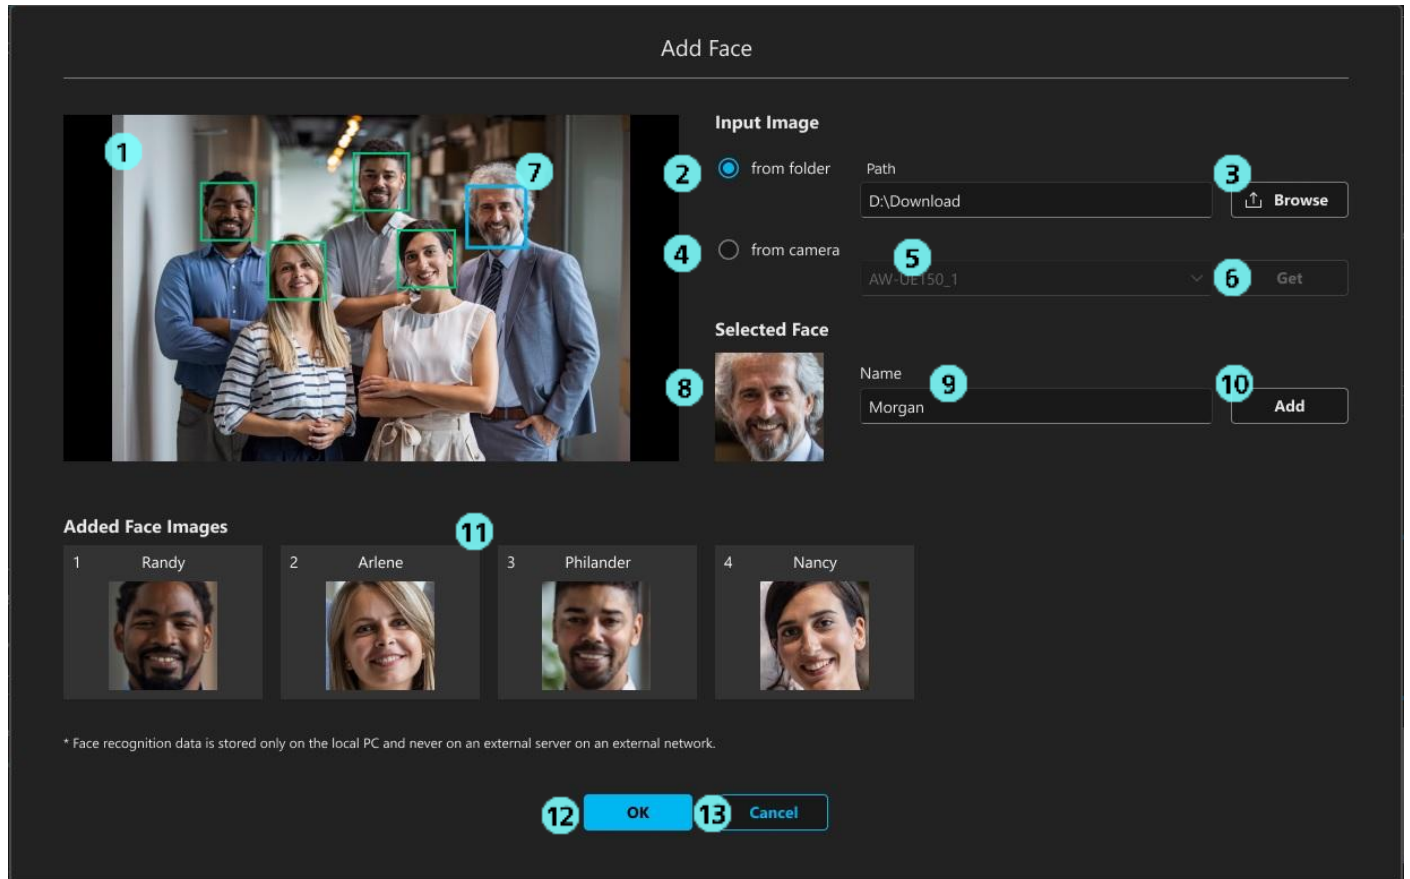 Add Face
1
Input Image
2
from folder
Path
3
D:\Download
Browse
7
4
from camera
5
AW-UE150_1
6
Get
Selected Face
8
Name
9
10
Morgan
Add
Added Face Images
11
1 Randy
2 Arlene
3 Philander
4 Nancy
* Face recognition data is stored only on the local PC and never on an external server on an external network.
12
OK
13
Cancel